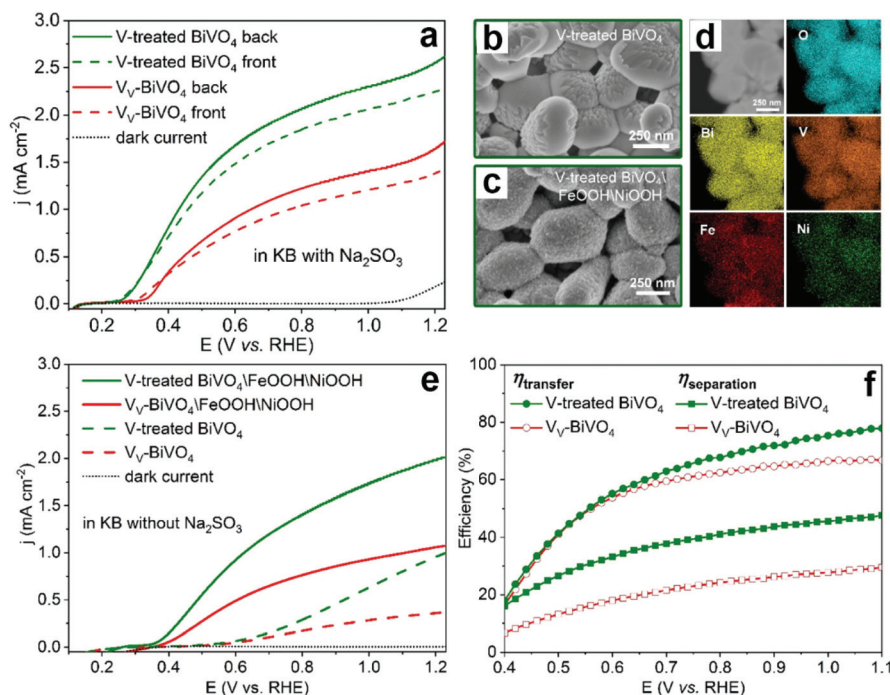 a
V-treated BiVO₄ back
V-treated BiVO₄ front
Vᵥ-BiVO₄ back
Vᵥ-BiVO₄ front
dark current
in KB with Na₂SO₃
3.0
2.5
2.0
1.5
1.0
0.5
0.0
j (mA cm⁻²)
0.2 0.4 0.6 0.8 1.0 1.2
E (V vs. RHE)
b
V-treated BiVO₄
250 nm
c
V-treated BiVO₄\
FeOOH\NiOOH
250 nm
d
250 nm
O
Bi
V
Fe
Ni
e
V-treated BiVO₄\FeOOH\NiOOH
Vᵥ-BiVO₄\FeOOH\NiOOH
V-treated BiVO₄
Vᵥ-BiVO₄
dark current
in KB without Na₂SO₃
3.0
2.5
2.0
1.5
1.0
0.5
0.0
j (mA cm⁻²)
0.2 0.4 0.6 0.8 1.0 1.2
E (V vs. RHE)
f
η transfer η separation
V-treated BiVO₄ V-treated BiVO₄
Vᵥ-BiVO₄ Vᵥ-BiVO₄
100
80
60
40
20
0
Efficiency (%)
0.4 0.5 0.6 0.7 0.8 0.9 1.0 1.1
E (V vs. RHE)